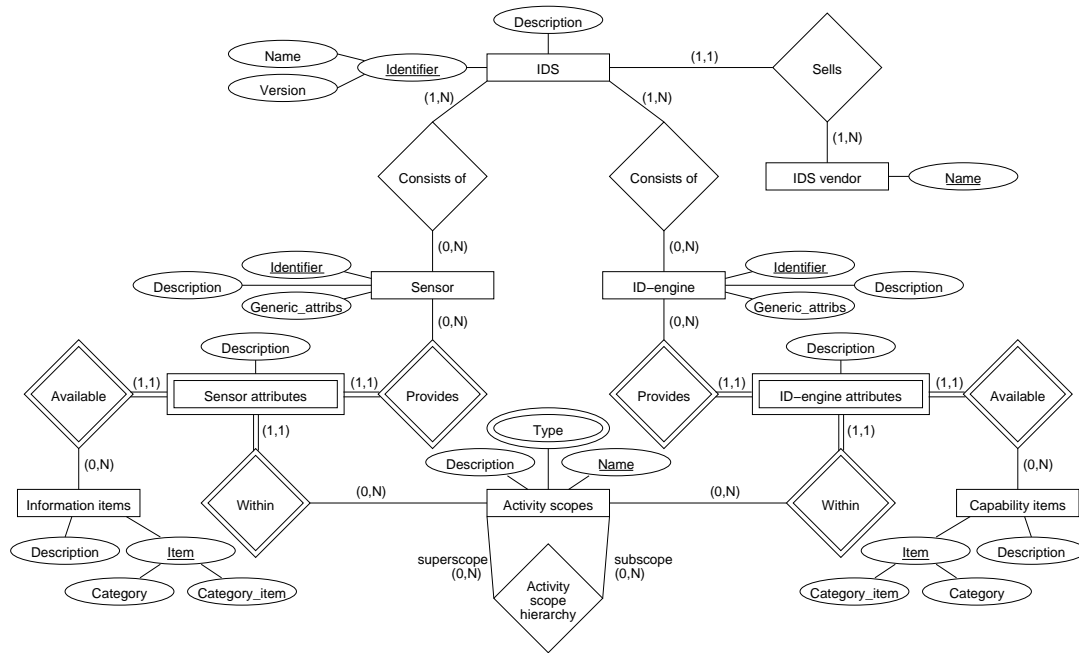 Description
Name
Identifier
IDS
(1,1)
Sells
Version
(1,N)
(1,N)
(1,N)
Consists of
Consists of
IDS vendor
Name
(0,N)
(0,N)
Identifier
Identifier
Description
Sensor
ID−engine
Description
Generic_attribs
Generic_attribs
(0,N)
(0,N)
Description
Description
Available
(1,1)
Sensor attributes
(1,1)
Provides
Provides
(1,1)
ID−engine attributes
(1,1)
Available
Type
(1,1)
(1,1)
Description
Name
(0,N)
(0,N)
Information items
Within
(0,N)
Activity scopes
(0,N)
Within
Capability items
Description
Item
superscope
(0,N)
subscope
(0,N)
Item
Description
Category
Category_item
Activity
scope
hierarchy
Category_item
Category